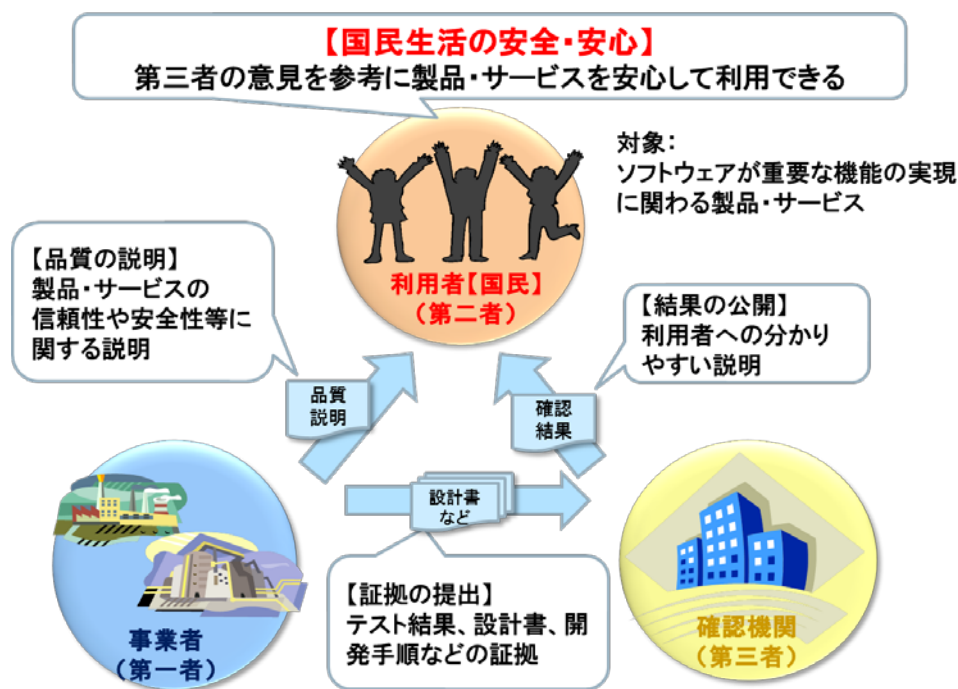 【国民生活の安全・安心】
第三者の意見を参考に製品・サービスを安心して利用できる
対象：
ソフトウェアが重要な機能の実現
に関わる製品・サービス
利用者【国民】
（第二者）
【品質の説明】
製品・サービスの
信頼性や安全性等に
関する説明
【結果の公開】
利用者への分かり
やすい説明
品質
説明
確認
結果
設計書
など
【証拠の提出】
テスト結果、設計書、開
発手順などの証拠
事業者
（第一者）
確認機関
（第三者）